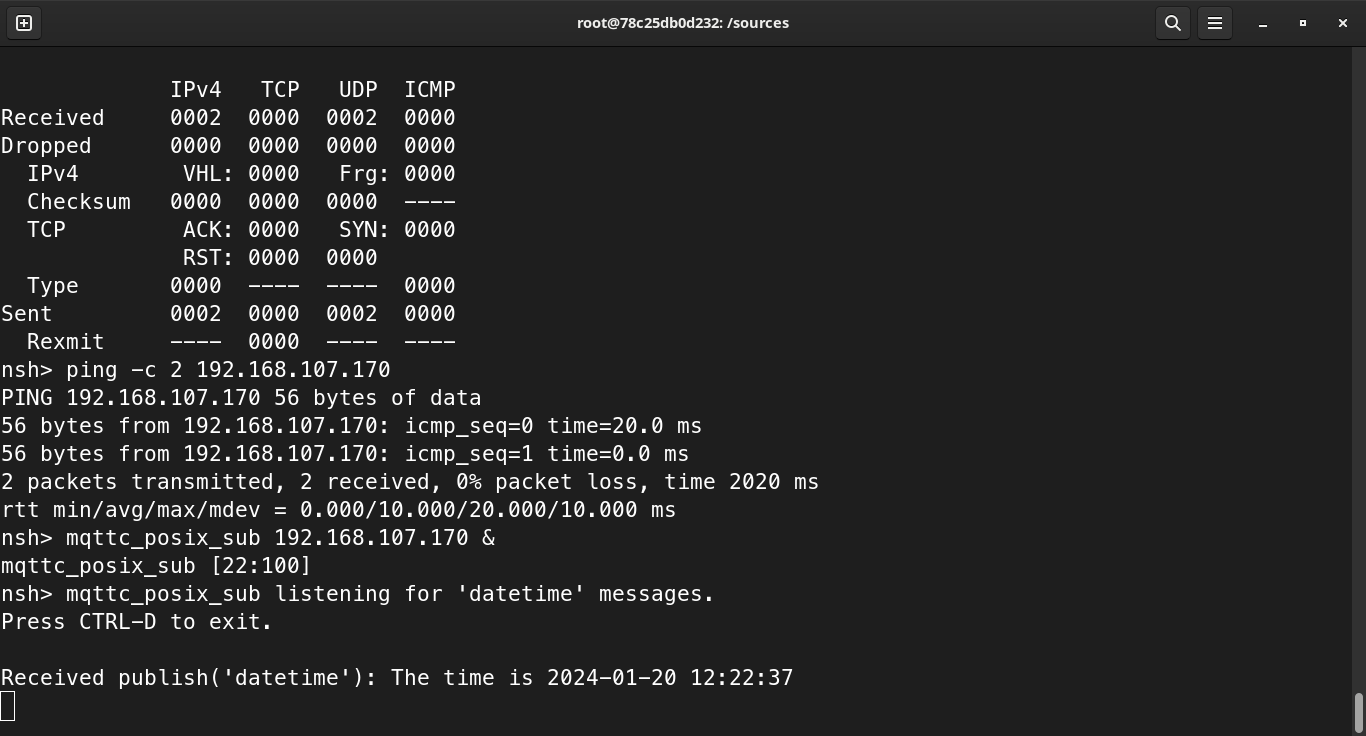 root@78c25db0d232: /sources
IPv4 TCP UDP ICMP
Received 0002 0000 0002 0000
Dropped 0000 0000 0000 0000
IPv4 VHL: 0000 Frg: 0000
Checksum 0000 0000 0000 ----
TCP ACK: 0000 SYN: 0000
RST: 0000 0000
Type 0000 ---- ---- 0000
Sent 0002 0000 0002 0000
Rexmit ---- 0000 ---- ----
nsh> ping -c 2 192.168.107.170
PING 192.168.107.170 56 bytes of data
56 bytes from 192.168.107.170: icmp_seq=0 time=20.0 ms
56 bytes from 192.168.107.170: icmp_seq=1 time=0.0 ms
2 packets transmitted, 2 received, 0% packet loss, time 2020 ms
rtt min/avg/max/mdev = 0.000/10.000/20.000/10.000 ms
nsh> mqttc_posix_sub 192.168.107.170 &
mqttc_posix_sub [22:100]
nsh> mqttc_posix_sub listening for 'datetime' messages.
Press CTRL-D to exit.
Received publish('datetime'): The time is 2024-01-20 12:22:37